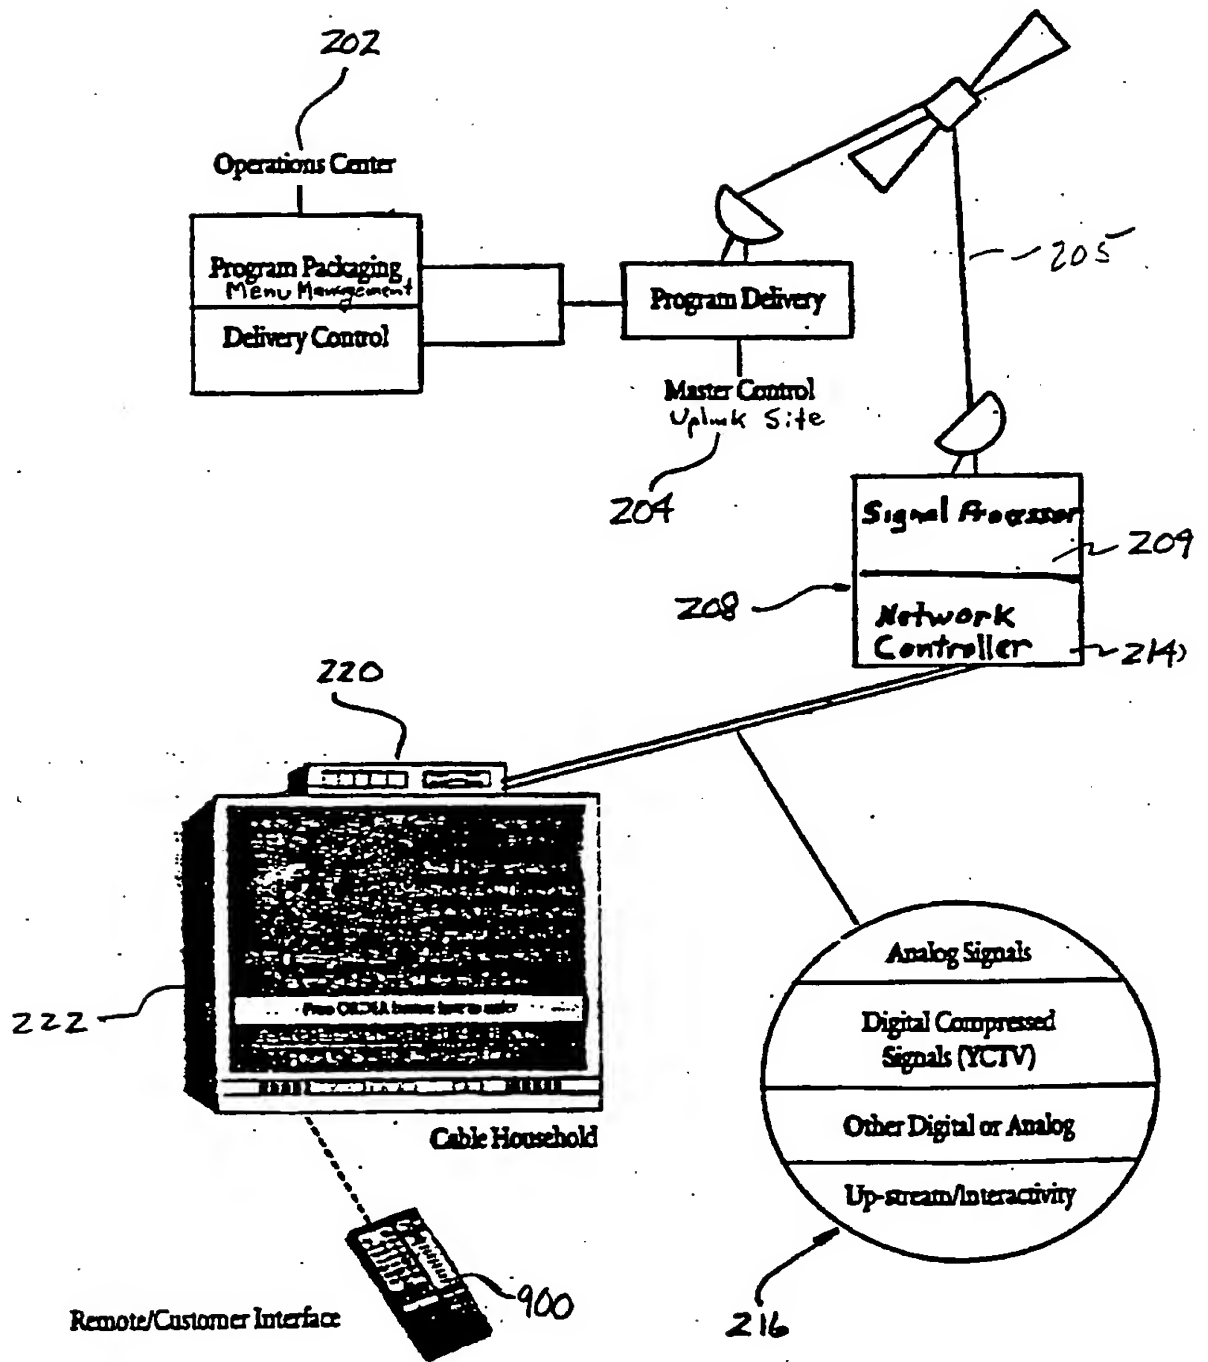 202
Operations Center
Program Packaging
Menu Management
Delivery Control
Program Delivery
Master Control
Uplink Site
204
205
Signal Processor
209
208
Network
Controller
214
220
222
Cable Household
Analog Signals
Digital Compressed
Signals (YCTV)
Other Digital or Analog
Up-stream/Interactivity
216
900
Remote/Customer Interface